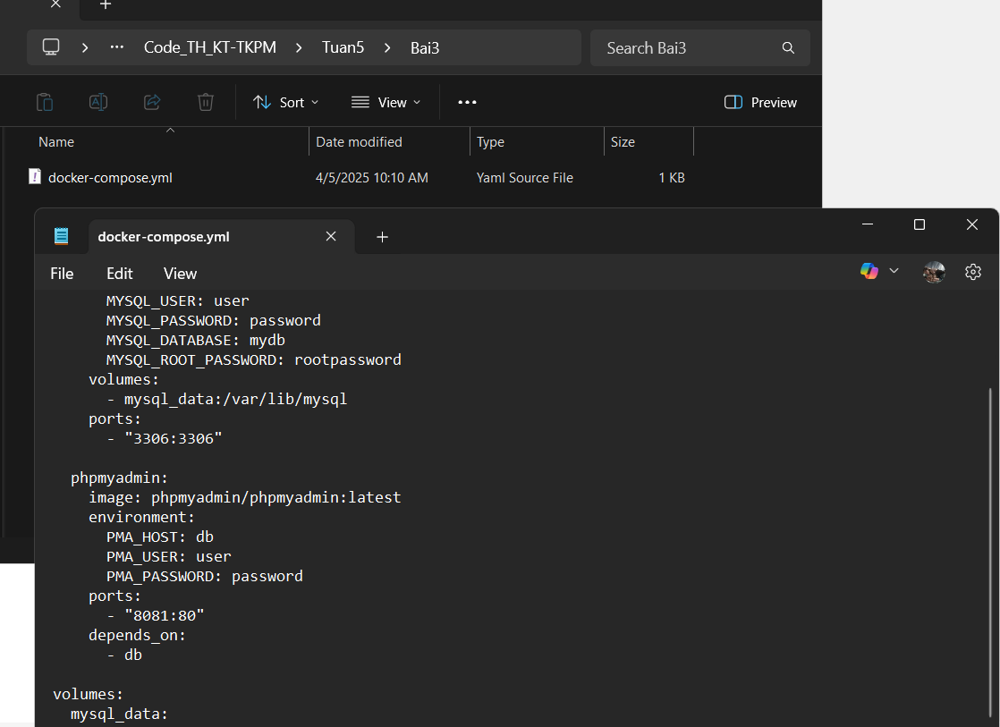 Code_TH_KT-TKPM > Tuan5 > Bai3
Search Bai3
Sort
View
Preview
Name
Date modified
Type
Size
docker-compose.yml
4/5/2025 10:10 AM
Yaml Source File
1 KB
docker-compose.yml
File Edit View
MYSQL_USER: user
MYSQL_PASSWORD: password
MYSQL_DATABASE: mydb
MYSQL_ROOT_PASSWORD: rootpassword
volumes:
- mysql_data:/var/lib/mysql
ports:
- "3306:3306"
phpmyadmin:
image: phpmyadmin/phpmyadmin:latest
environment:
PMA_HOST: db
PMA_USER: user
PMA_PASSWORD: password
ports:
- "8081:80"
depends_on:
- db
volumes:
mysql_data: